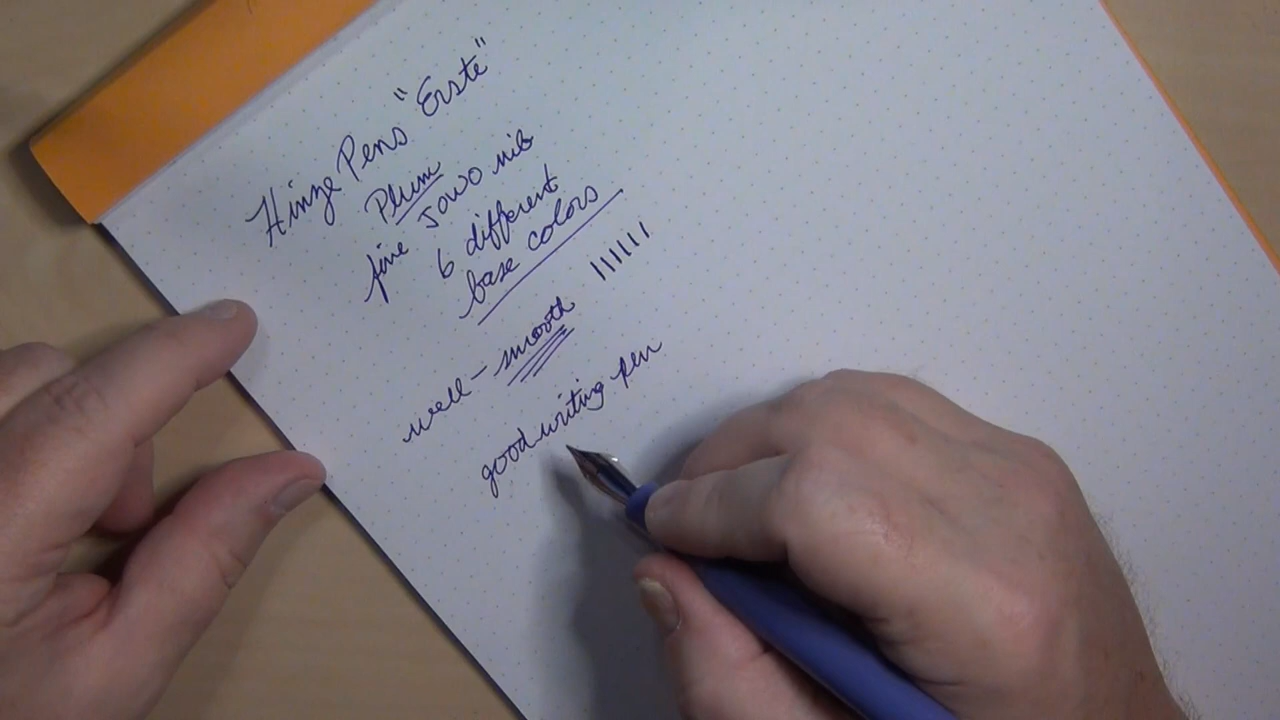 Hinze Pens "Erste"
Plum
fine Jowo nib
6 different
base colors
well - smooth
good writing pen